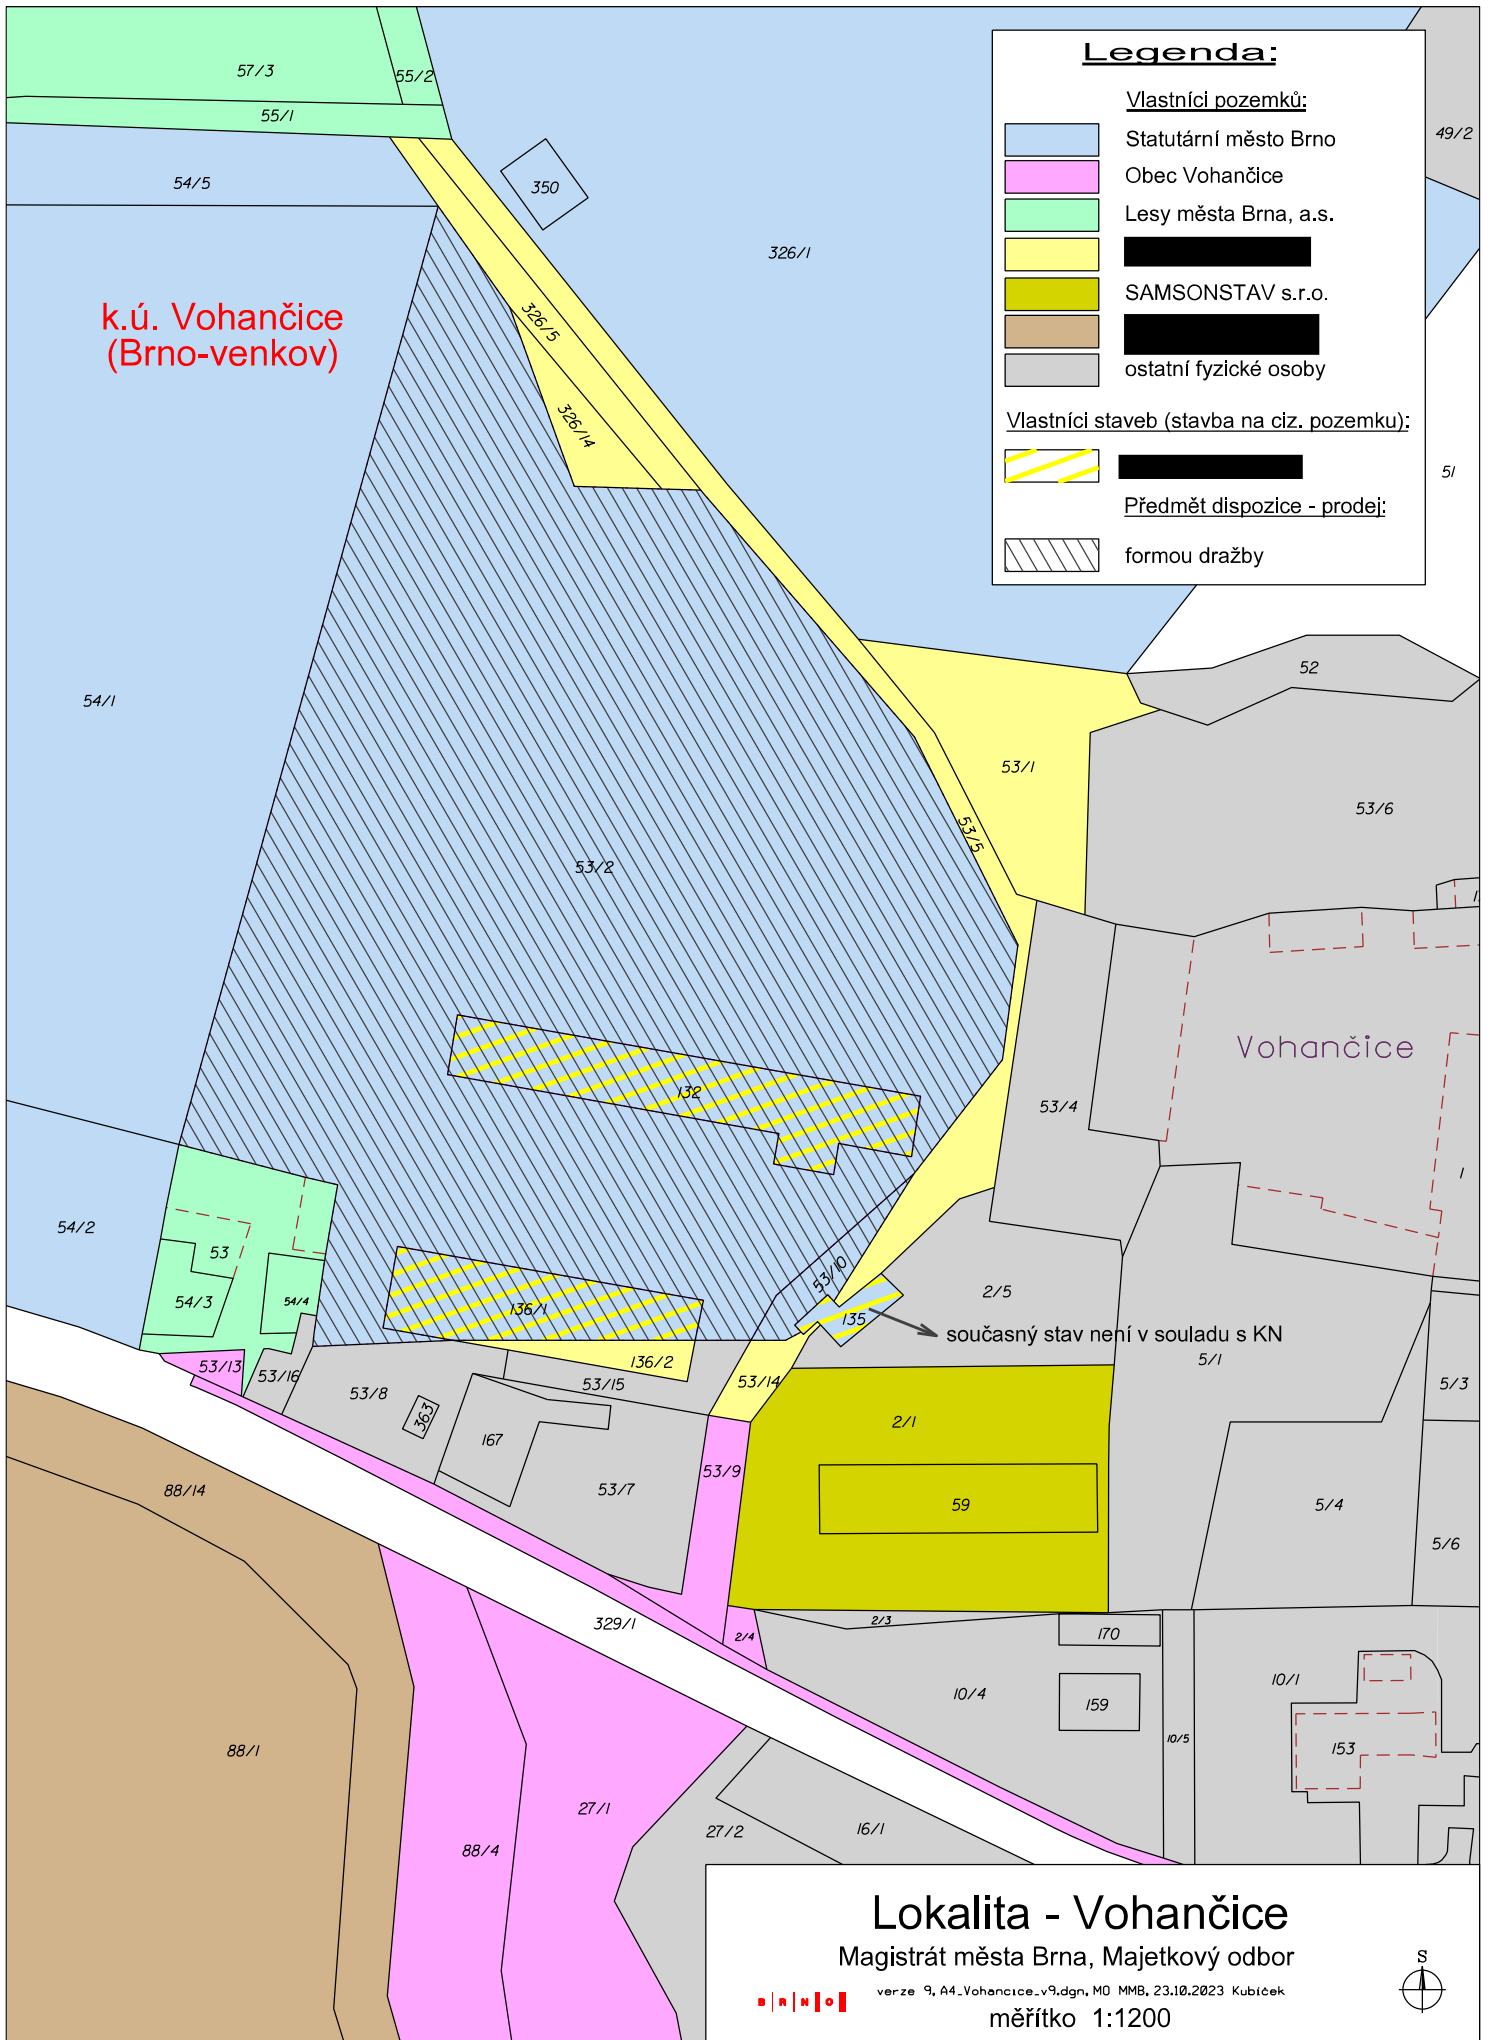 Legenda:
Vlastníci pozemků:
Statutární město Brno
Obec Vohančice
Lesy města Brna, a.s.
SAMSONSTAV s.r.o.
ostatní fyzické osoby
Vlastníci staveb (stavba na ciz. pozemku):
Předmět dispozice - prodej:
formou dražby
57/3
55/2
55/1
49/2
54/5
350
326/1
k.ú. Vohančice
(Brno-venkov)
326/5
326/14
51
52
54/1
53/1
53/6
53/5
53/2
Vohančice
132
53/4
1
54/2
53
54/3
54/4
53/10
2/5
136/1
135
současný stav není v souladu s KN
53/13
53/16
136/2
53/15
53/14
5/1
53/8
363
5/3
2/1
167
53/9
53/7
88/14
59
5/4
5/6
329/1
2/4
2/3
170
10/4
159
10/1
10/5
153
88/1
27/1
88/4
27/2
16/1
Lokalita - Vohančice
Magistrát města Brna, Majetkový odbor
S
verze 9, A4_Vohancice_v9.dgn, MO MMB, 23.10.2023 Kubíček
BRNO
měřítko 1:1200